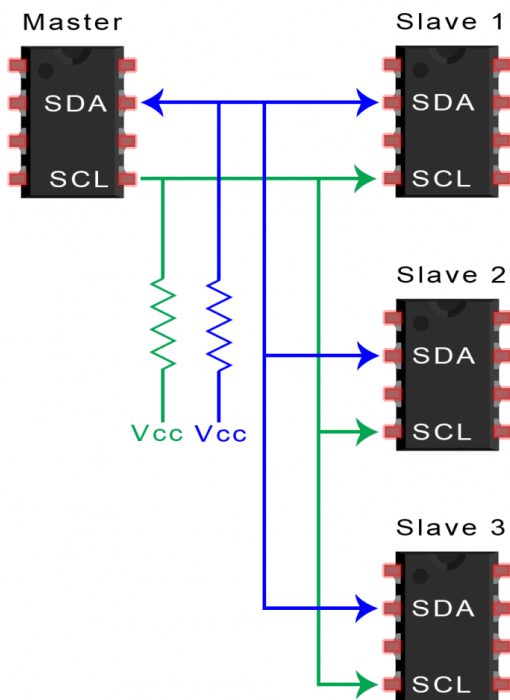 Master
Slave 1
SDA
SDA
SCL
SCL
Slave 2
SDA
Vcc
Vcc
SCL
Slave 3
SDA
SCL